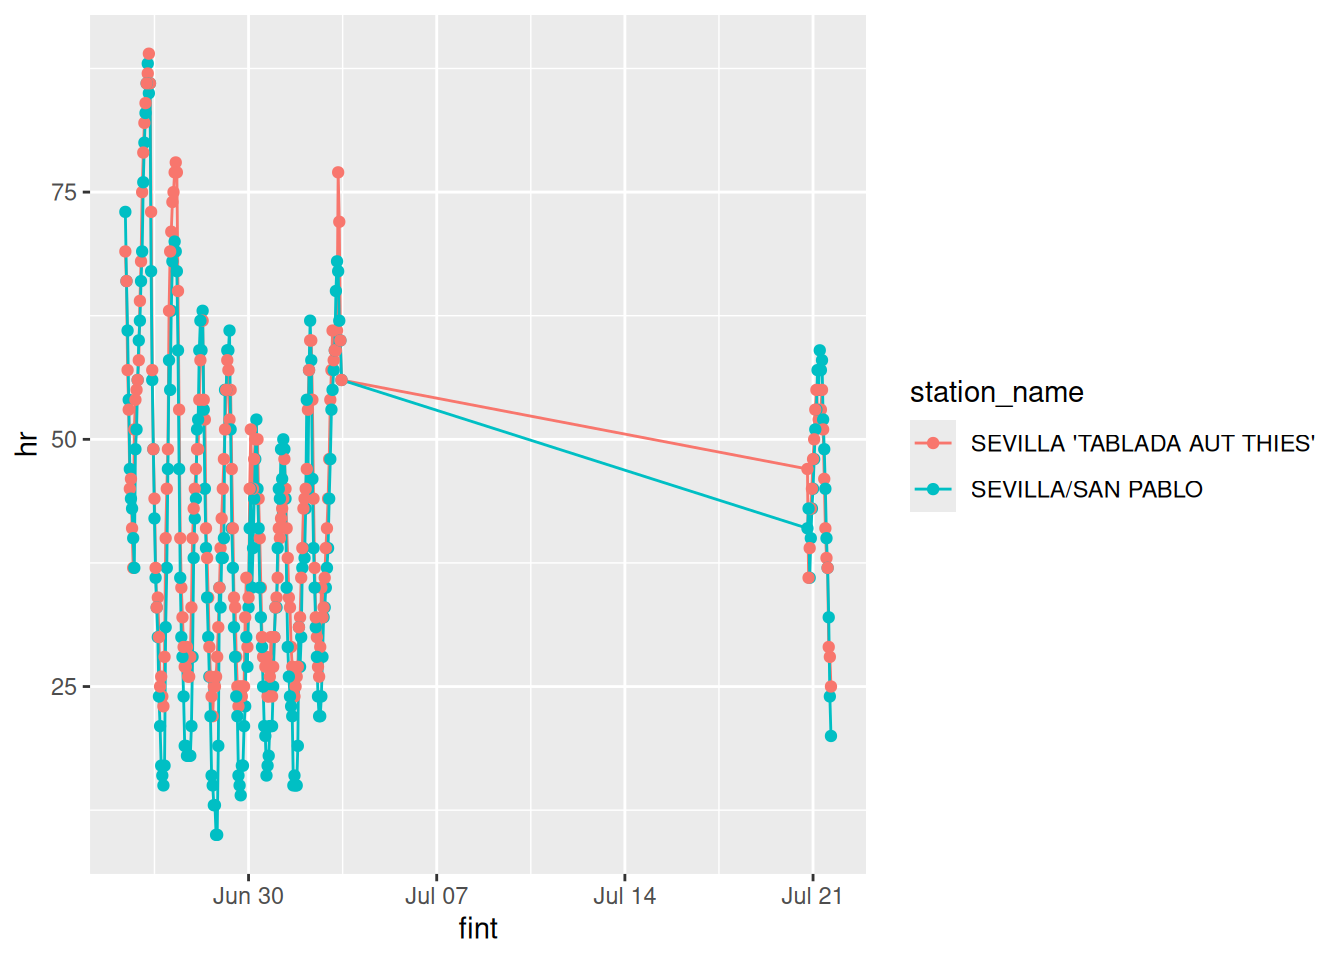 75
50
25
hr
Jun 30
Jul 07
Jul 14
Jul 21
fint
station_name
SEVILLA 'TABLADA AUT THIES'
SEVILLA/SAN PABLO